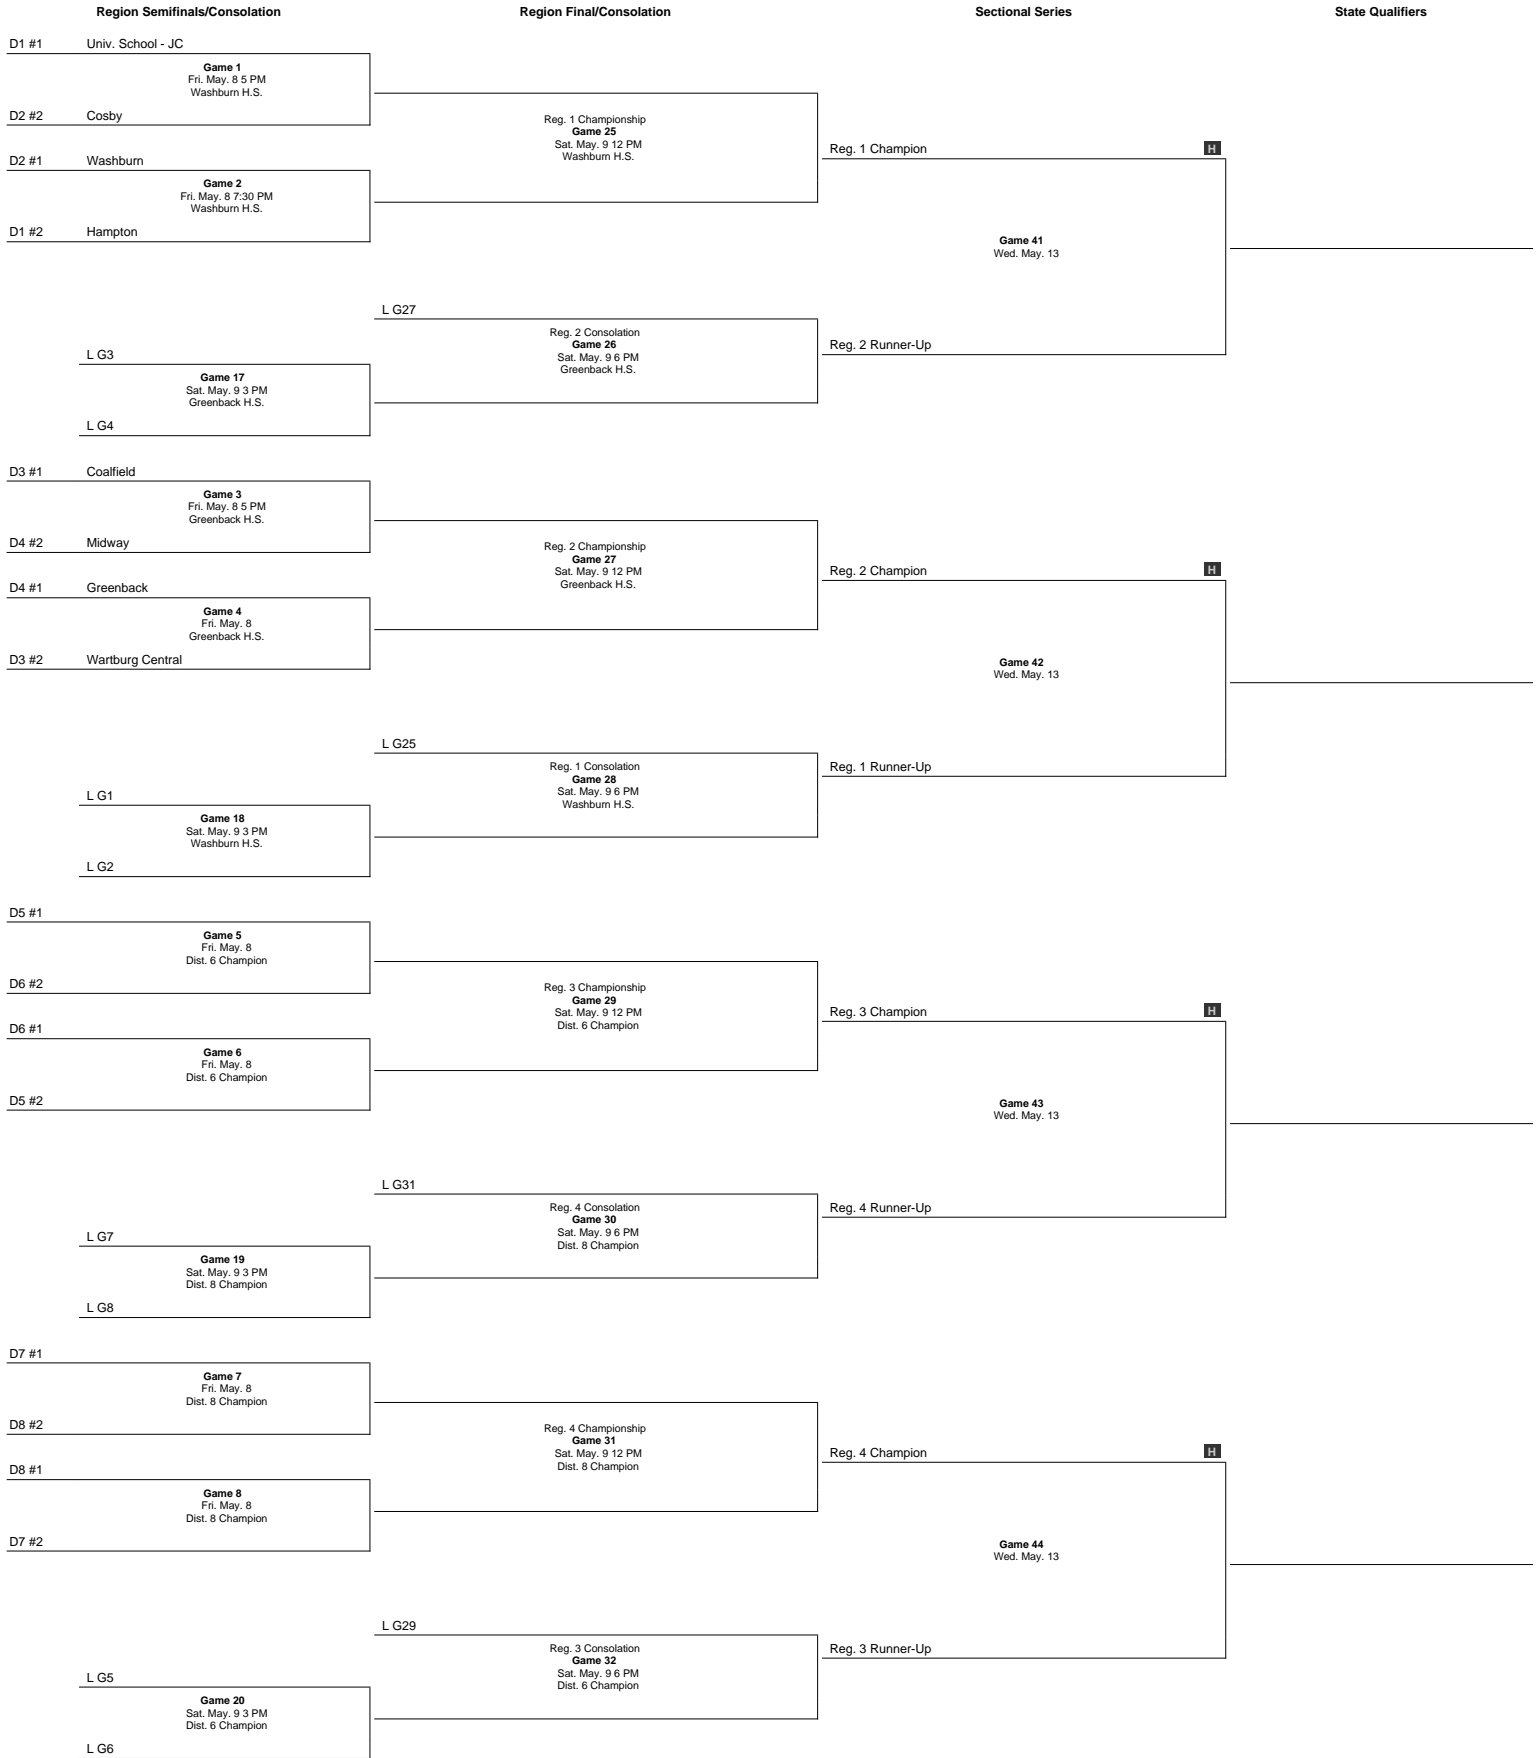 Region Semifinals/Consolation
Region Final/Consolation
Sectional Series
State Qualifiers
D1 #1 Univ. School - JC
Game 1
Fri. May. 8 5 PM
Washburn H.S.
D2 #2 Cosby
D2 #1 Washburn
Game 2
Fri. May. 8 7:30 PM
Washburn H.S.
D1 #2 Hampton
Reg. 1 Championship
Game 25
Sat. May. 9 12 PM
Washburn H.S.
Reg. 1 Champion H
Game 41
Wed. May. 13
L G27
Reg. 2 Consolation
Game 26
Sat. May. 9 6 PM
Greenback H.S.
Reg. 2 Runner-Up
L G3
Game 17
Sat. May. 9 3 PM
Greenback H.S.
L G4
D3 #1 Coalfield
Game 3
Fri. May. 8 5 PM
Greenback H.S.
D4 #2 Midway
D4 #1 Greenback
Game 4
Fri. May. 8
Greenback H.S.
D3 #2 Wartburg Central
Reg. 2 Championship
Game 27
Sat. May. 9 12 PM
Greenback H.S.
Reg. 2 Champion H
Game 42
Wed. May. 13
L G25
Reg. 1 Consolation
Game 28
Sat. May. 9 6 PM
Washburn H.S.
Reg. 1 Runner-Up
L G1
Game 18
Sat. May. 9 3 PM
Washburn H.S.
L G2
D5 #1
Game 5
Fri. May. 8
Dist. 6 Champion
D6 #2
D6 #1
Game 6
Fri. May. 8
Dist. 6 Champion
D5 #2
Reg. 3 Championship
Game 29
Sat. May. 9 12 PM
Dist. 6 Champion
Reg. 3 Champion H
Game 43
Wed. May. 13
L G31
Reg. 4 Consolation
Game 30
Sat. May. 9 6 PM
Dist. 8 Champion
Reg. 4 Runner-Up
L G7
Game 19
Sat. May. 9 3 PM
Dist. 8 Champion
L G8
D7 #1
Game 7
Fri. May. 8
Dist. 8 Champion
D8 #2
D8 #1
Game 8
Fri. May. 8
Dist. 8 Champion
D7 #2
Reg. 4 Championship
Game 31
Sat. May. 9 12 PM
Dist. 8 Champion
Reg. 4 Champion H
Game 44
Wed. May. 13
L G29
Reg. 3 Consolation
Game 32
Sat. May. 9 6 PM
Dist. 6 Champion
Reg. 3 Runner-Up
L G5
Game 20
Sat. May. 9 3 PM
Dist. 6 Champion
L G6